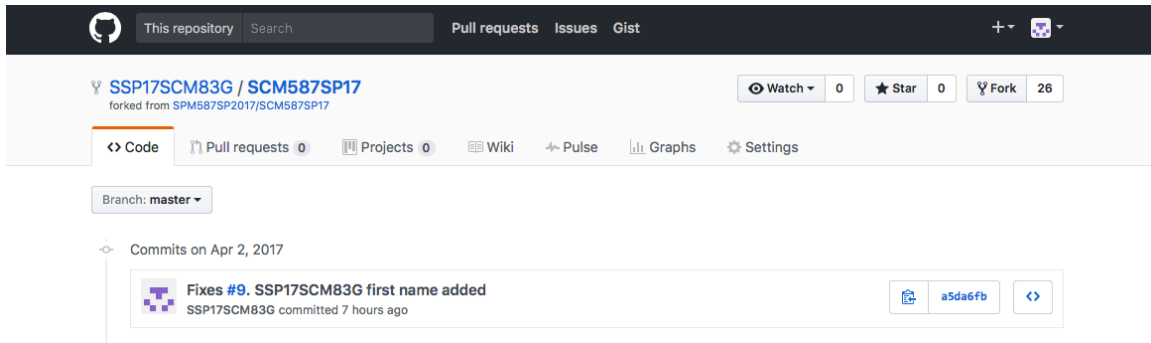 This repository Search Pull requests Issues Gist
SSP17SCM83G / SCM587SP17 Watch 0 Star 0 Fork 26
forked from SPM587SP2017/SCM587SP17
<> Code Pull requests 0 Projects 0 Wiki Pulse Graphs Settings
Branch: master
Commits on Apr 2, 2017
Fixes #9. SSP17SCM83G first name added a5da6fb <>
SSP17SCM83G committed 7 hours ago